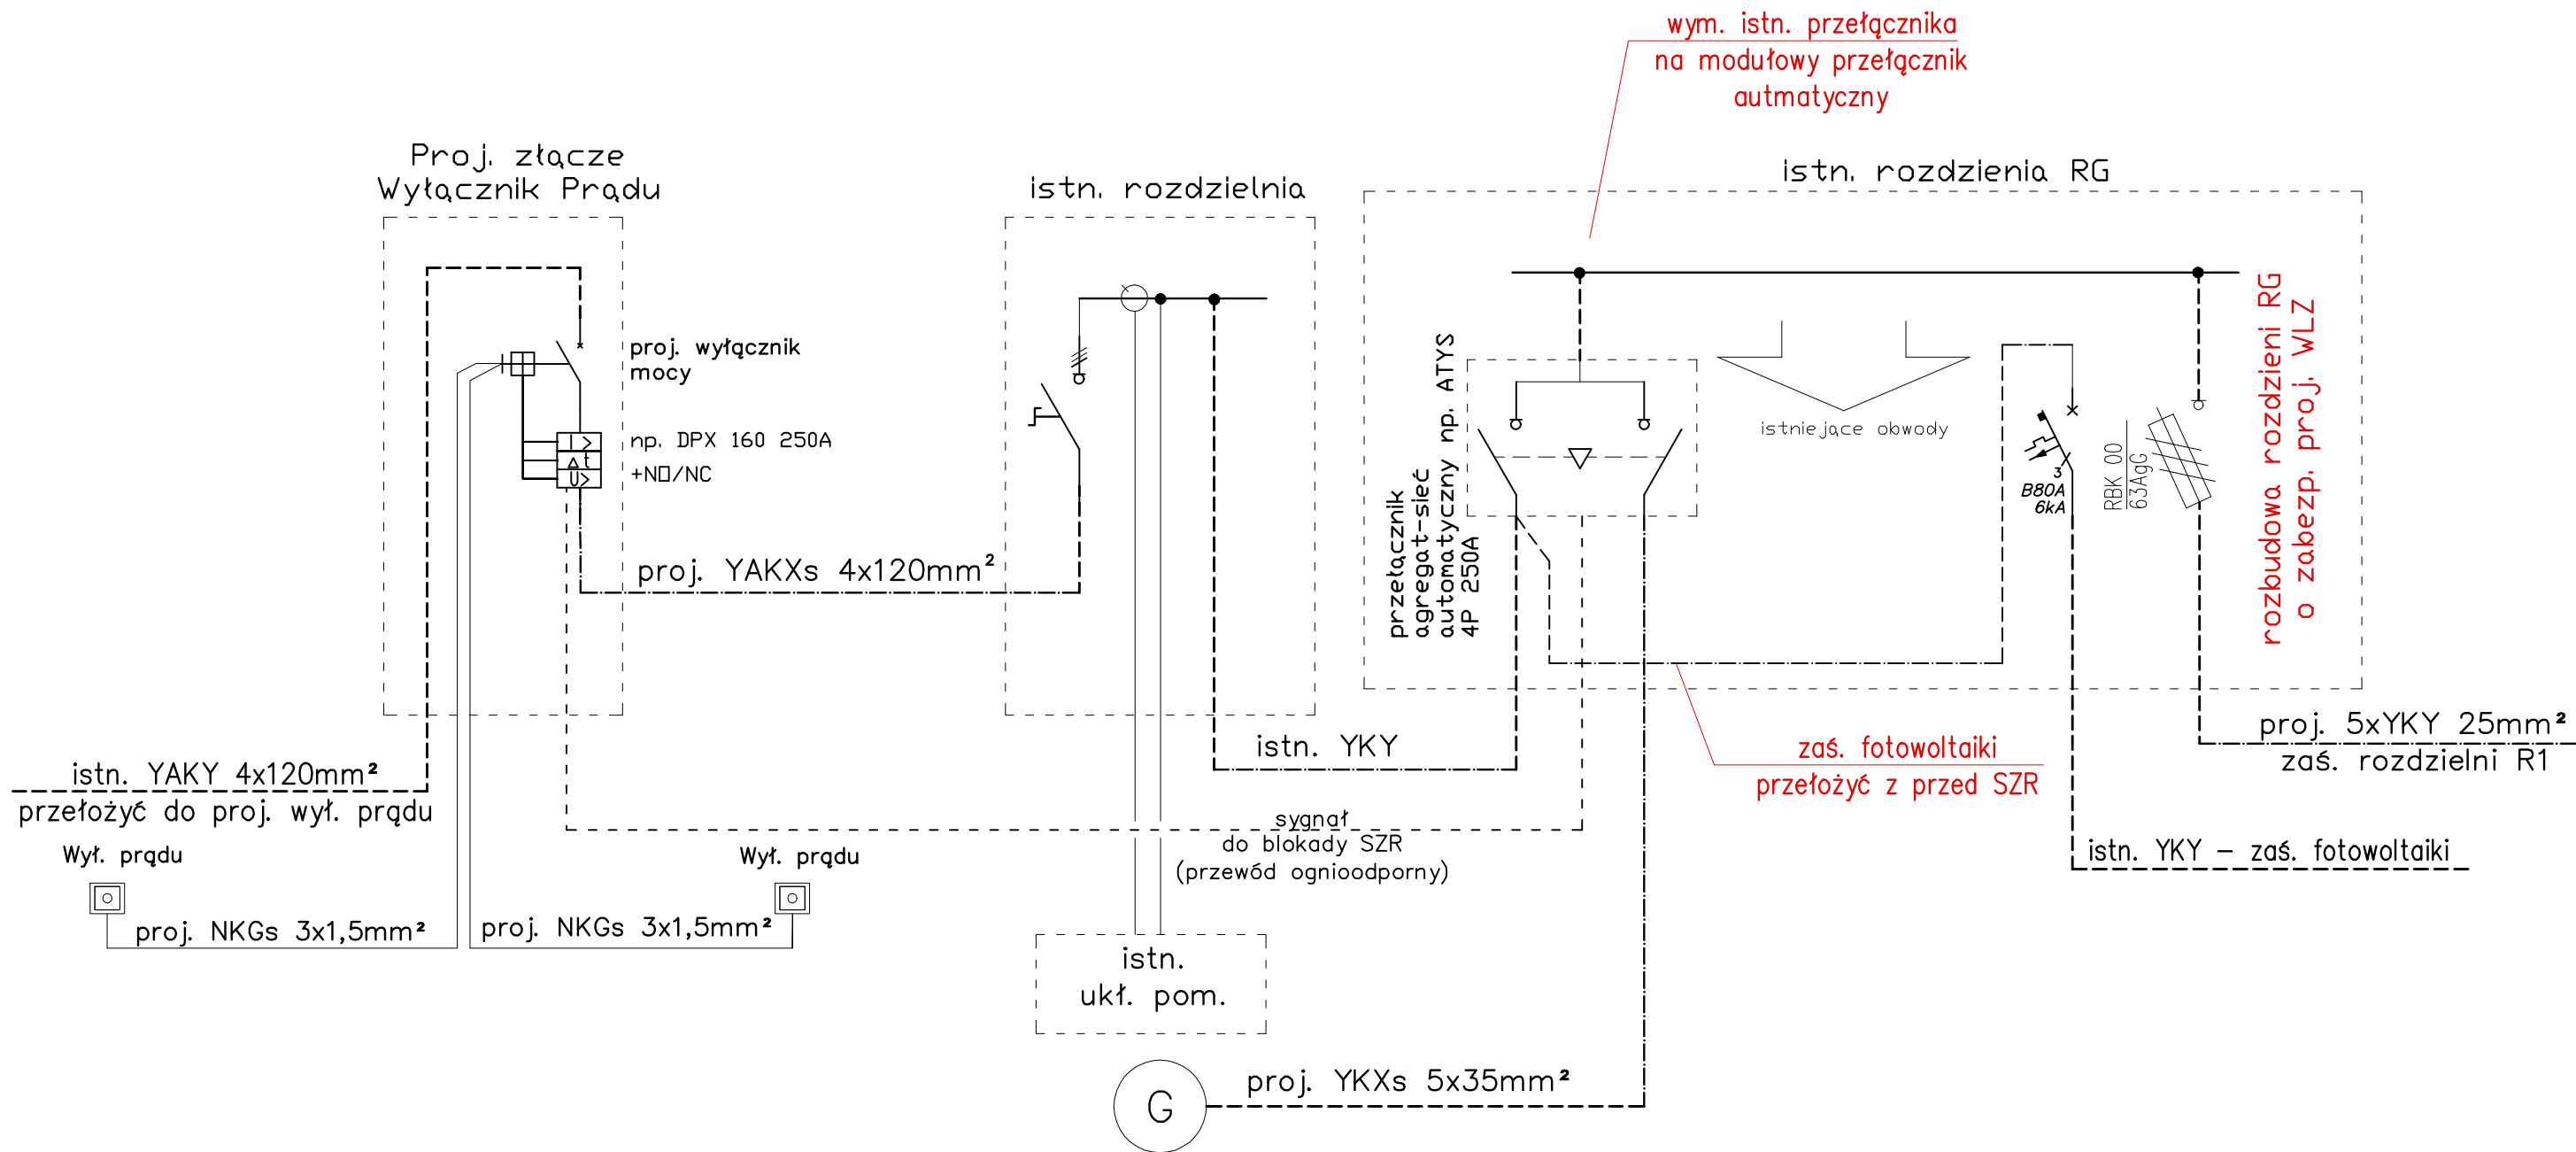 wym. istn. przełącznika
na modułowy przełącznik
autmatyczny
Proj. złącze
Wyłącznik Prądu
istn. rozdzielnia
istn. rozdzienia RG
proj. wyłącznik
mocy
I >
Δt
U>
np. DPX 160 250A
+NO/NC
przełącznik
agregat-sieć
automatyczny np. ATYS
4P 250A
istniejące obwody
3
B80A
6kA
RBK 00
63AgG
rozbudowa rozdzieni RG
o zabezp. proj. WLZ
proj. YAKXs 4x120mm²
istn. YKY
zaś. fotowoltaiki
przełożyć z przed SZR
proj. 5xYKY 25mm²
zaś. rozdzielni R1
istn. YAKY 4x120mm²
przełożyć do proj. wył. prądu
sygnał
do blokady SZR
(przewód ognioodporny)
istn. YKY – zaś. fotowoltaiki
Wył. prądu
Wył. prądu
proj. NKGs 3x1,5mm²
proj. NKGs 3x1,5mm²
istn.
ukł. pom.
G
proj. YKXs 5x35mm²